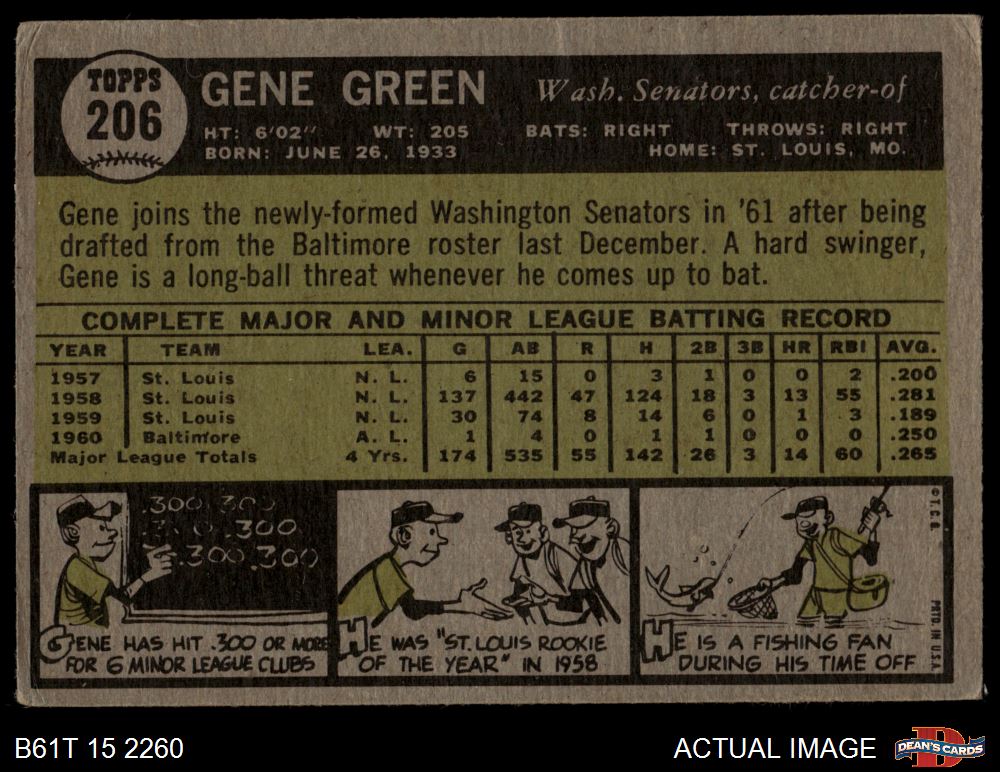 TOPPS
206
GENE GREEN
Wash. Senators, catcher-of
HT: 6'02" WT: 205 BATS: RIGHT THROWS: RIGHT
BORN: JUNE 26, 1933 HOME: ST. LOUIS, MO.
Gene joins the newly-formed Washington Senators in '61 after being
drafted from the Baltimore roster last December. A hard swinger,
Gene is a long-ball threat whenever he comes up to bat.
COMPLETE MAJOR AND MINOR LEAGUE BATTING RECORD
YEAR TEAM LEA. G AB R H 2B 3B HR RBI AVG.
1957 St. Louis N. L. 6 15 0 3 1 0 0 2 .200
1958 St. Louis N. L. 137 442 47 124 18 3 13 55 .281
1959 St. Louis N. L. 30 74 8 14 6 0 1 3 .189
1960 Baltimore A. L. 1 4 0 1 1 0 0 0 .250
Major League Totals 4 Yrs. 174 535 55 142 26 3 14 60 .265
.300 .300
.300
.300 .300
GENE HAS HIT .300 OR MORE
FOR 6 MINOR LEAGUE CLUBS
HE WAS "ST. LOUIS ROOKIE
OF THE YEAR" IN 1958
HE IS A FISHING FAN
DURING HIS TIME OFF
© T.C.G.
PRTD. IN U.S.A.
B61T 15 2260
ACTUAL IMAGE
D
DEAN'S CARDS